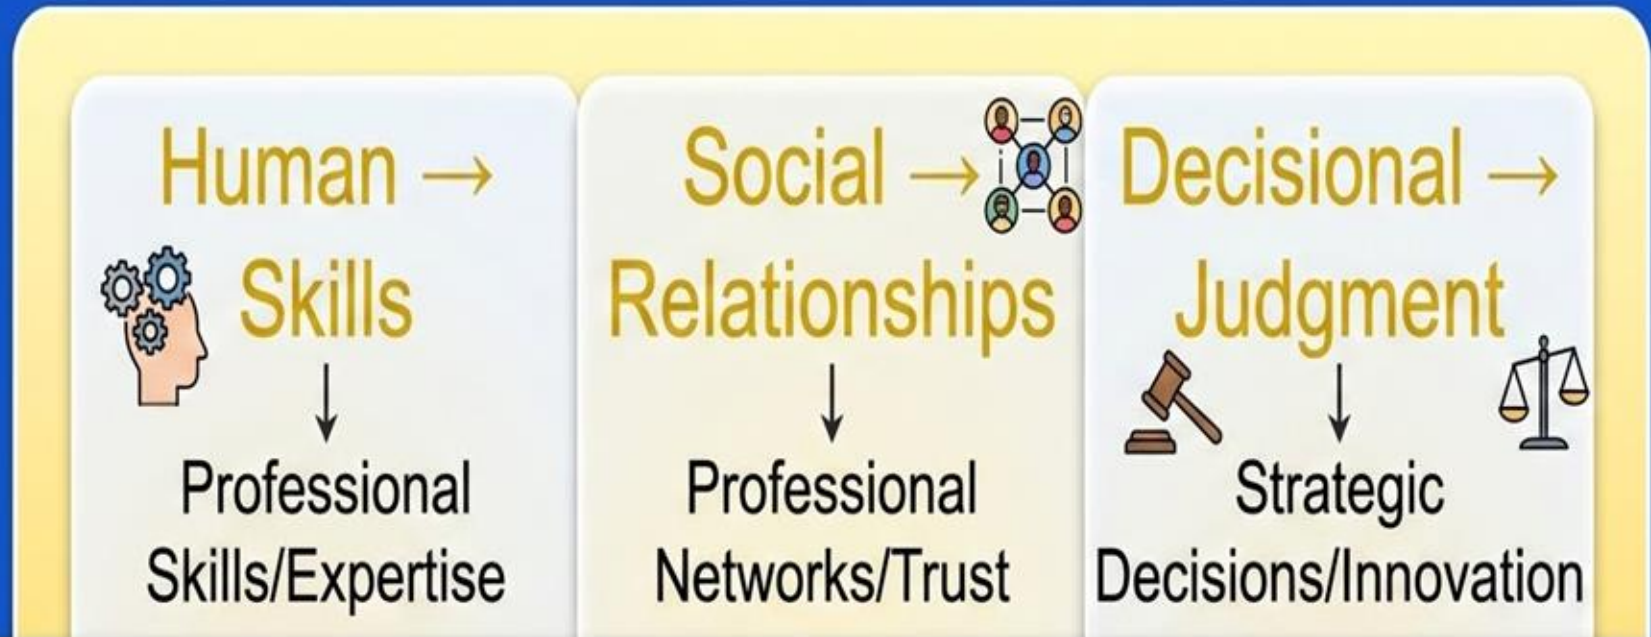 Human →
Skills
↓
Professional
Skills/Expertise
Social →
Relationships
↓
Professional
Networks/Trust
Decisional →
Judgment
↓
Strategic
Decisions/Innovation